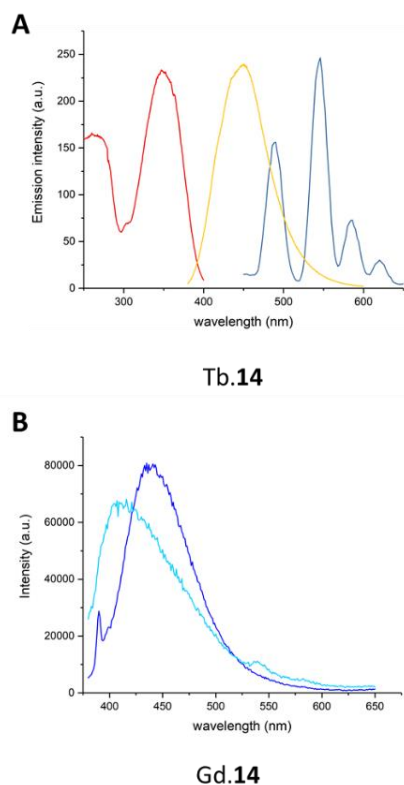 A
Emission intensity (a.u.)
250
200
150
100
50
0
300 400 500 600
wavelength (nm)
Tb.14
B
Intensity (a.u.)
80000
60000
40000
20000
0
400 450 500 550 600 650
wavelength (nm)
Gd.14